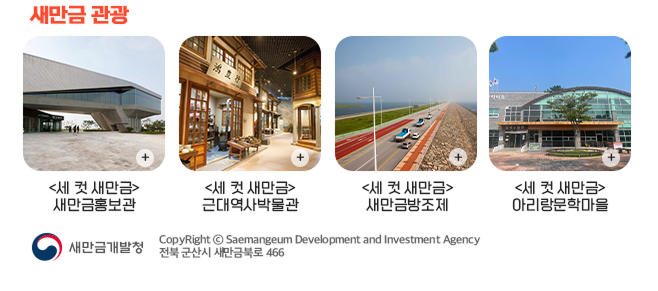 새만금 관광
<세 컷 새만금>
새만금홍보관
<세 컷 새만금>
근대역사박물관
<세 컷 새만금>
새만금방조제
<세 컷 새만금>
아리랑문학마을
새만금개발청
CopyRight ⓒ Saemangeum Development and Investment Agency
전북 군산시 새만금북로 466